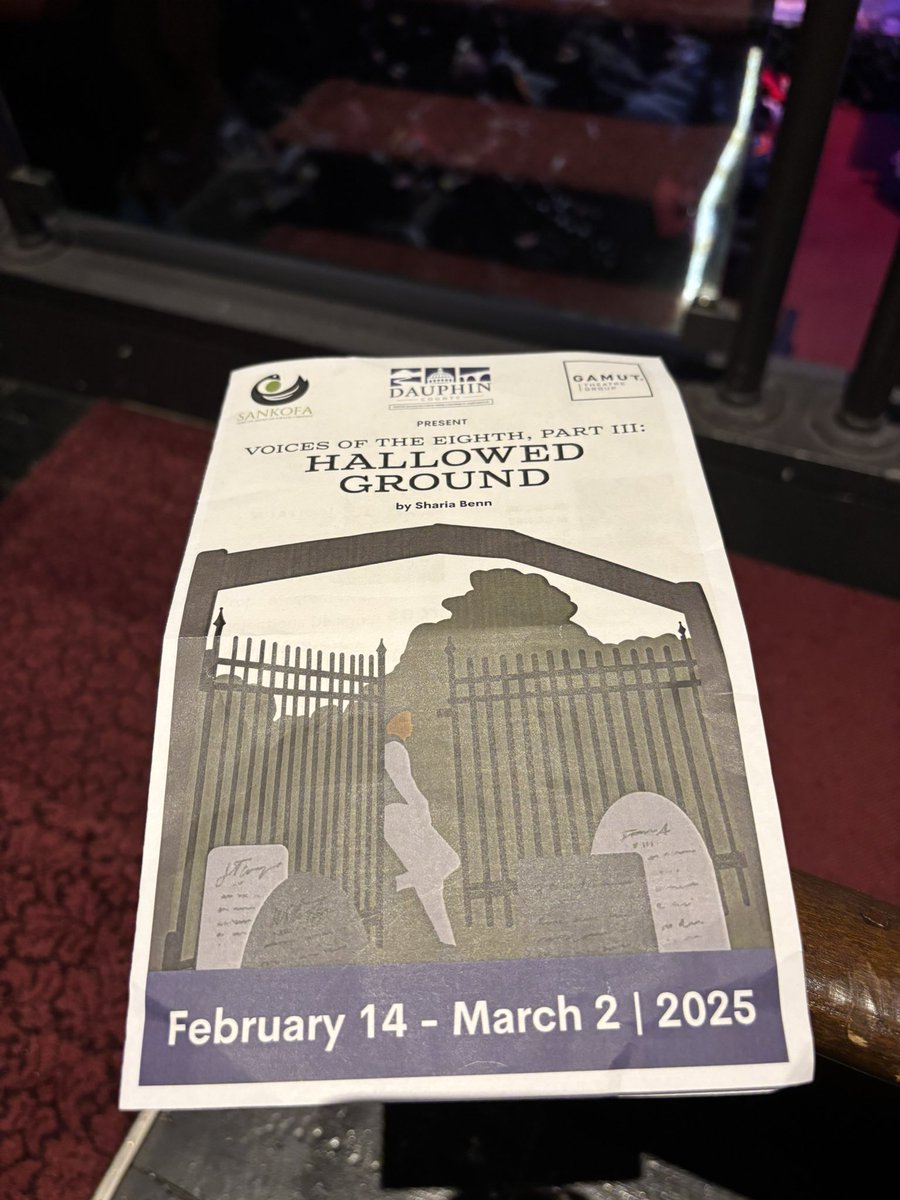 SANKOFA
DAUPHIN
COUNTY
GAMUT
THEATRE
GROUP
PRESENT
VOICES OF THE EIGHTH, PART III:
HALLOWED
GROUND
by Sharia Benn
February 14 - March 2 | 2025